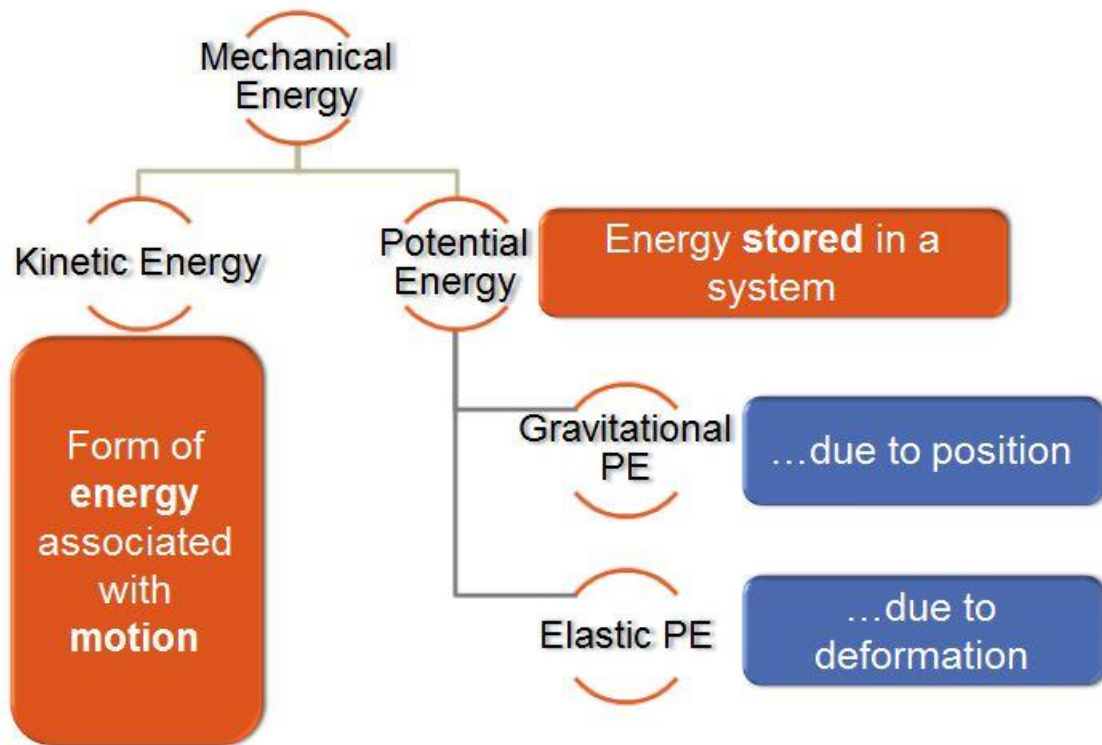 Mechanical
Energy
Kinetic Energy
Potential
Energy
Energy stored in a
system
Form of
energy
associated
with
motion
Gravitational
PE
…due to position
Elastic PE
…due to
deformation